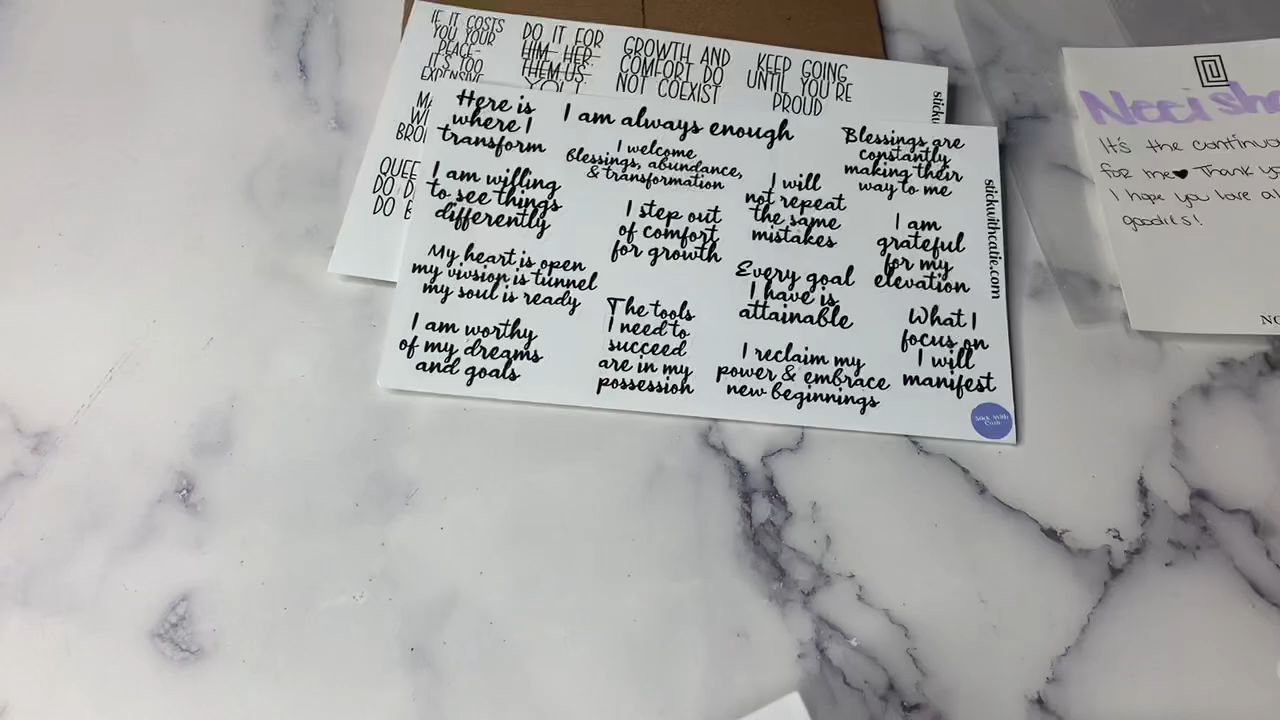 IF IT COSTS
YOU YOUR
PEACE-
IT'S TOO
EXPENSIVE
DO IT FOR
HIM HER
THEM US
GROWTH AND
COMFORT DO
NOT COEXIST
KEEP GOING
UNTIL YOU'RE
PROUD
Here is
where I
transform
I am always enough
I welcome
blessings, abundance,
& transformation
Blessings are
constantly
making their
way to me
I am willing
to see things
differently
I step out
of comfort
for growth
I will
not repeat
the same
mistakes
I am
grateful
for my
elevation
My heart is open
my vivsion is tunnel
my soul is ready
Every goal
I have is
attainable
I am worthy
of my dreams
and goals
The tools
I need to
succeed
are in my
possession
I reclaim my
power & embrace
new beginnings
What I
focus on
I will
manifest
stickwithcatie.com
Stick With
Catie
It's the
for me♥ Thank
I hope you love
goodies!